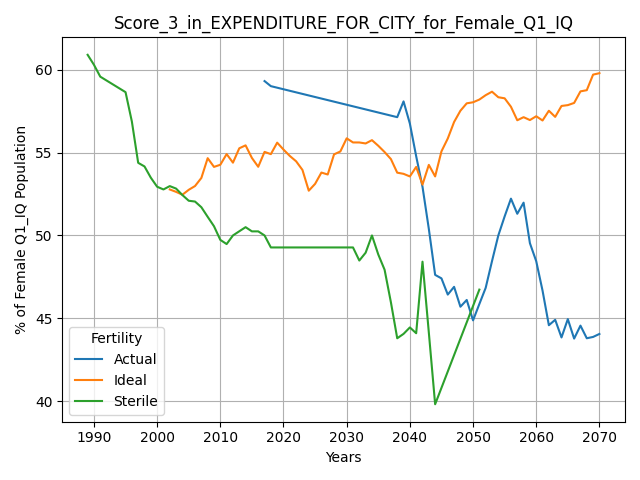 Score_3_in_EXPENDITURE_FOR_CITY_for_Female_Q1_IQ
% of Female Q1_IQ Population
60
55
50
45
40
Fertility
Actual
Ideal
Sterile
1990 2000 2010 2020 2030 2040 2050 2060 2070
Years